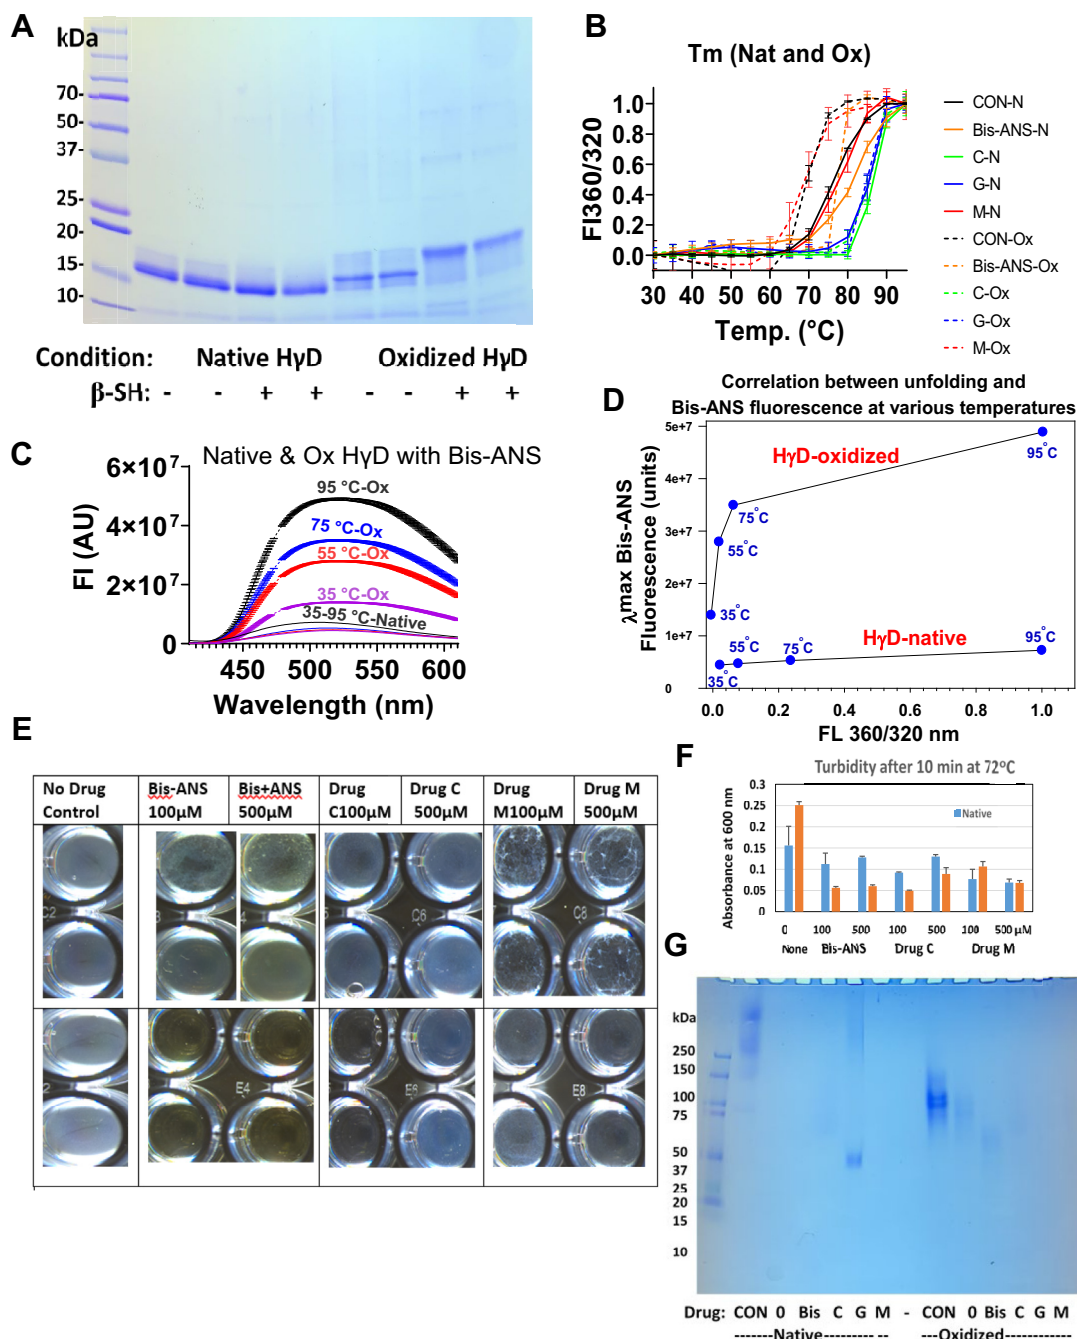 A
kDa
70-
50-
37-
25-
20-
15-
10-
Condition: Native HγD Oxidized HγD
β-SH: - - + + - - + +
B
Tm (Nat and Ox)
FI360/320
1.0
0.8
0.6
0.4
0.2
0.0
30 40 50 60 70 80 90
Temp. (°C)
CON-N
Bis-ANS-N
C-N
G-N
M-N
CON-Ox
Bis-ANS-Ox
C-Ox
G-Ox
M-Ox
C
Native & Ox HγD with Bis-ANS
FI (AU)
6×10⁷
4×10⁷
2×10⁷
0
95 °C-Ox
75 °C-Ox
55 °C-Ox
35 °C-Ox
35-95 °C-Native
450 500 550 600
Wavelength (nm)
D
Correlation between unfolding and
Bis-ANS fluorescence at various temperatures
λmax Bis-ANS
Fluorescence (units)
5e+7
4e+7
3e+7
2e+7
1e+7
0
HγD-oxidized
95°C
75°C
55°C
35°C
HγD-native
95°C
55°C 75°C
35°C
0.0 0.2 0.4 0.6 0.8 1.0
FL 360/320 nm
E
No Drug Control
Bis-ANS 100µM
Bis+ANS 500µM
Drug C100µM
Drug C 500µM
Drug M100µM
Drug M 500µM
C6
C8
E4
E6
E8
F
Turbidity after 10 min at 72°C
Absorbance at 600 nm
0.3
0.25
0.2
0.15
0.1
0.05
0
Native
0 100 500 100 500 100 500 µM
None Bis-ANS Drug C Drug M
G
kDa
250
150
100
75
50
37
25
20
15
10
Drug: CON 0 Bis C G M - CON 0 Bis C G M
-------Native--------- -- ---Oxidized------------